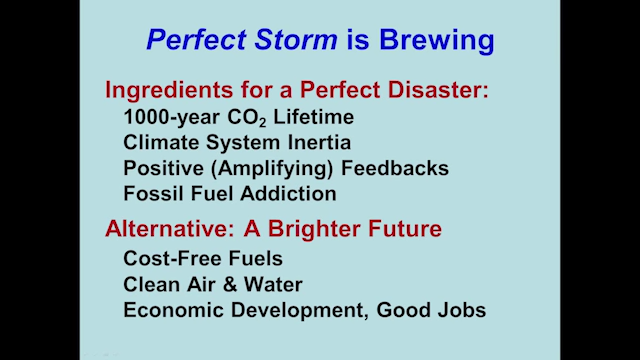 Perfect Storm is Brewing
Ingredients for a Perfect Disaster:
1000-year CO₂ Lifetime
Climate System Inertia
Positive (Amplifying) Feedbacks
Fossil Fuel Addiction
Alternative: A Brighter Future
Cost-Free Fuels
Clean Air & Water
Economic Development, Good Jobs